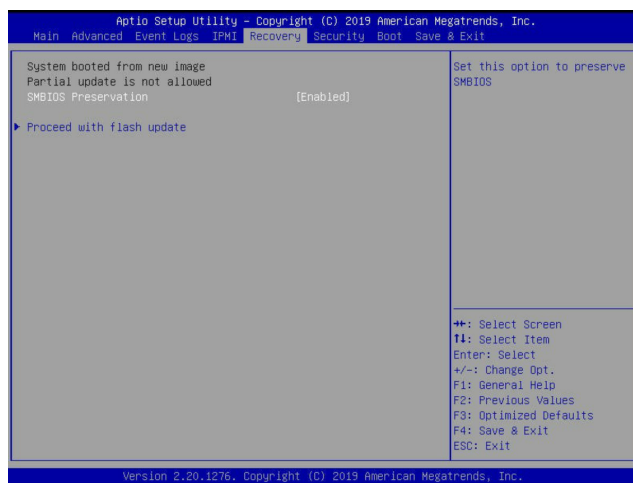 Aptio Setup Utility – Copyright (C) 2019 American Megatrends, Inc.
Main Advanced Event Logs IPMI Recovery Security Boot Save & Exit
System booted from new image
Partial update is not allowed
SMBIOS Preservation [Enabled]
Proceed with flash update
Set this option to preserve
SMBIOS
→←: Select Screen
↑↓: Select Item
Enter: Select
+/-: Change Opt.
F1: General Help
F2: Previous Values
F3: Optimized Defaults
F4: Save & Exit
ESC: Exit
Version 2.20.1276. Copyright (C) 2019 American Megatrends, Inc.